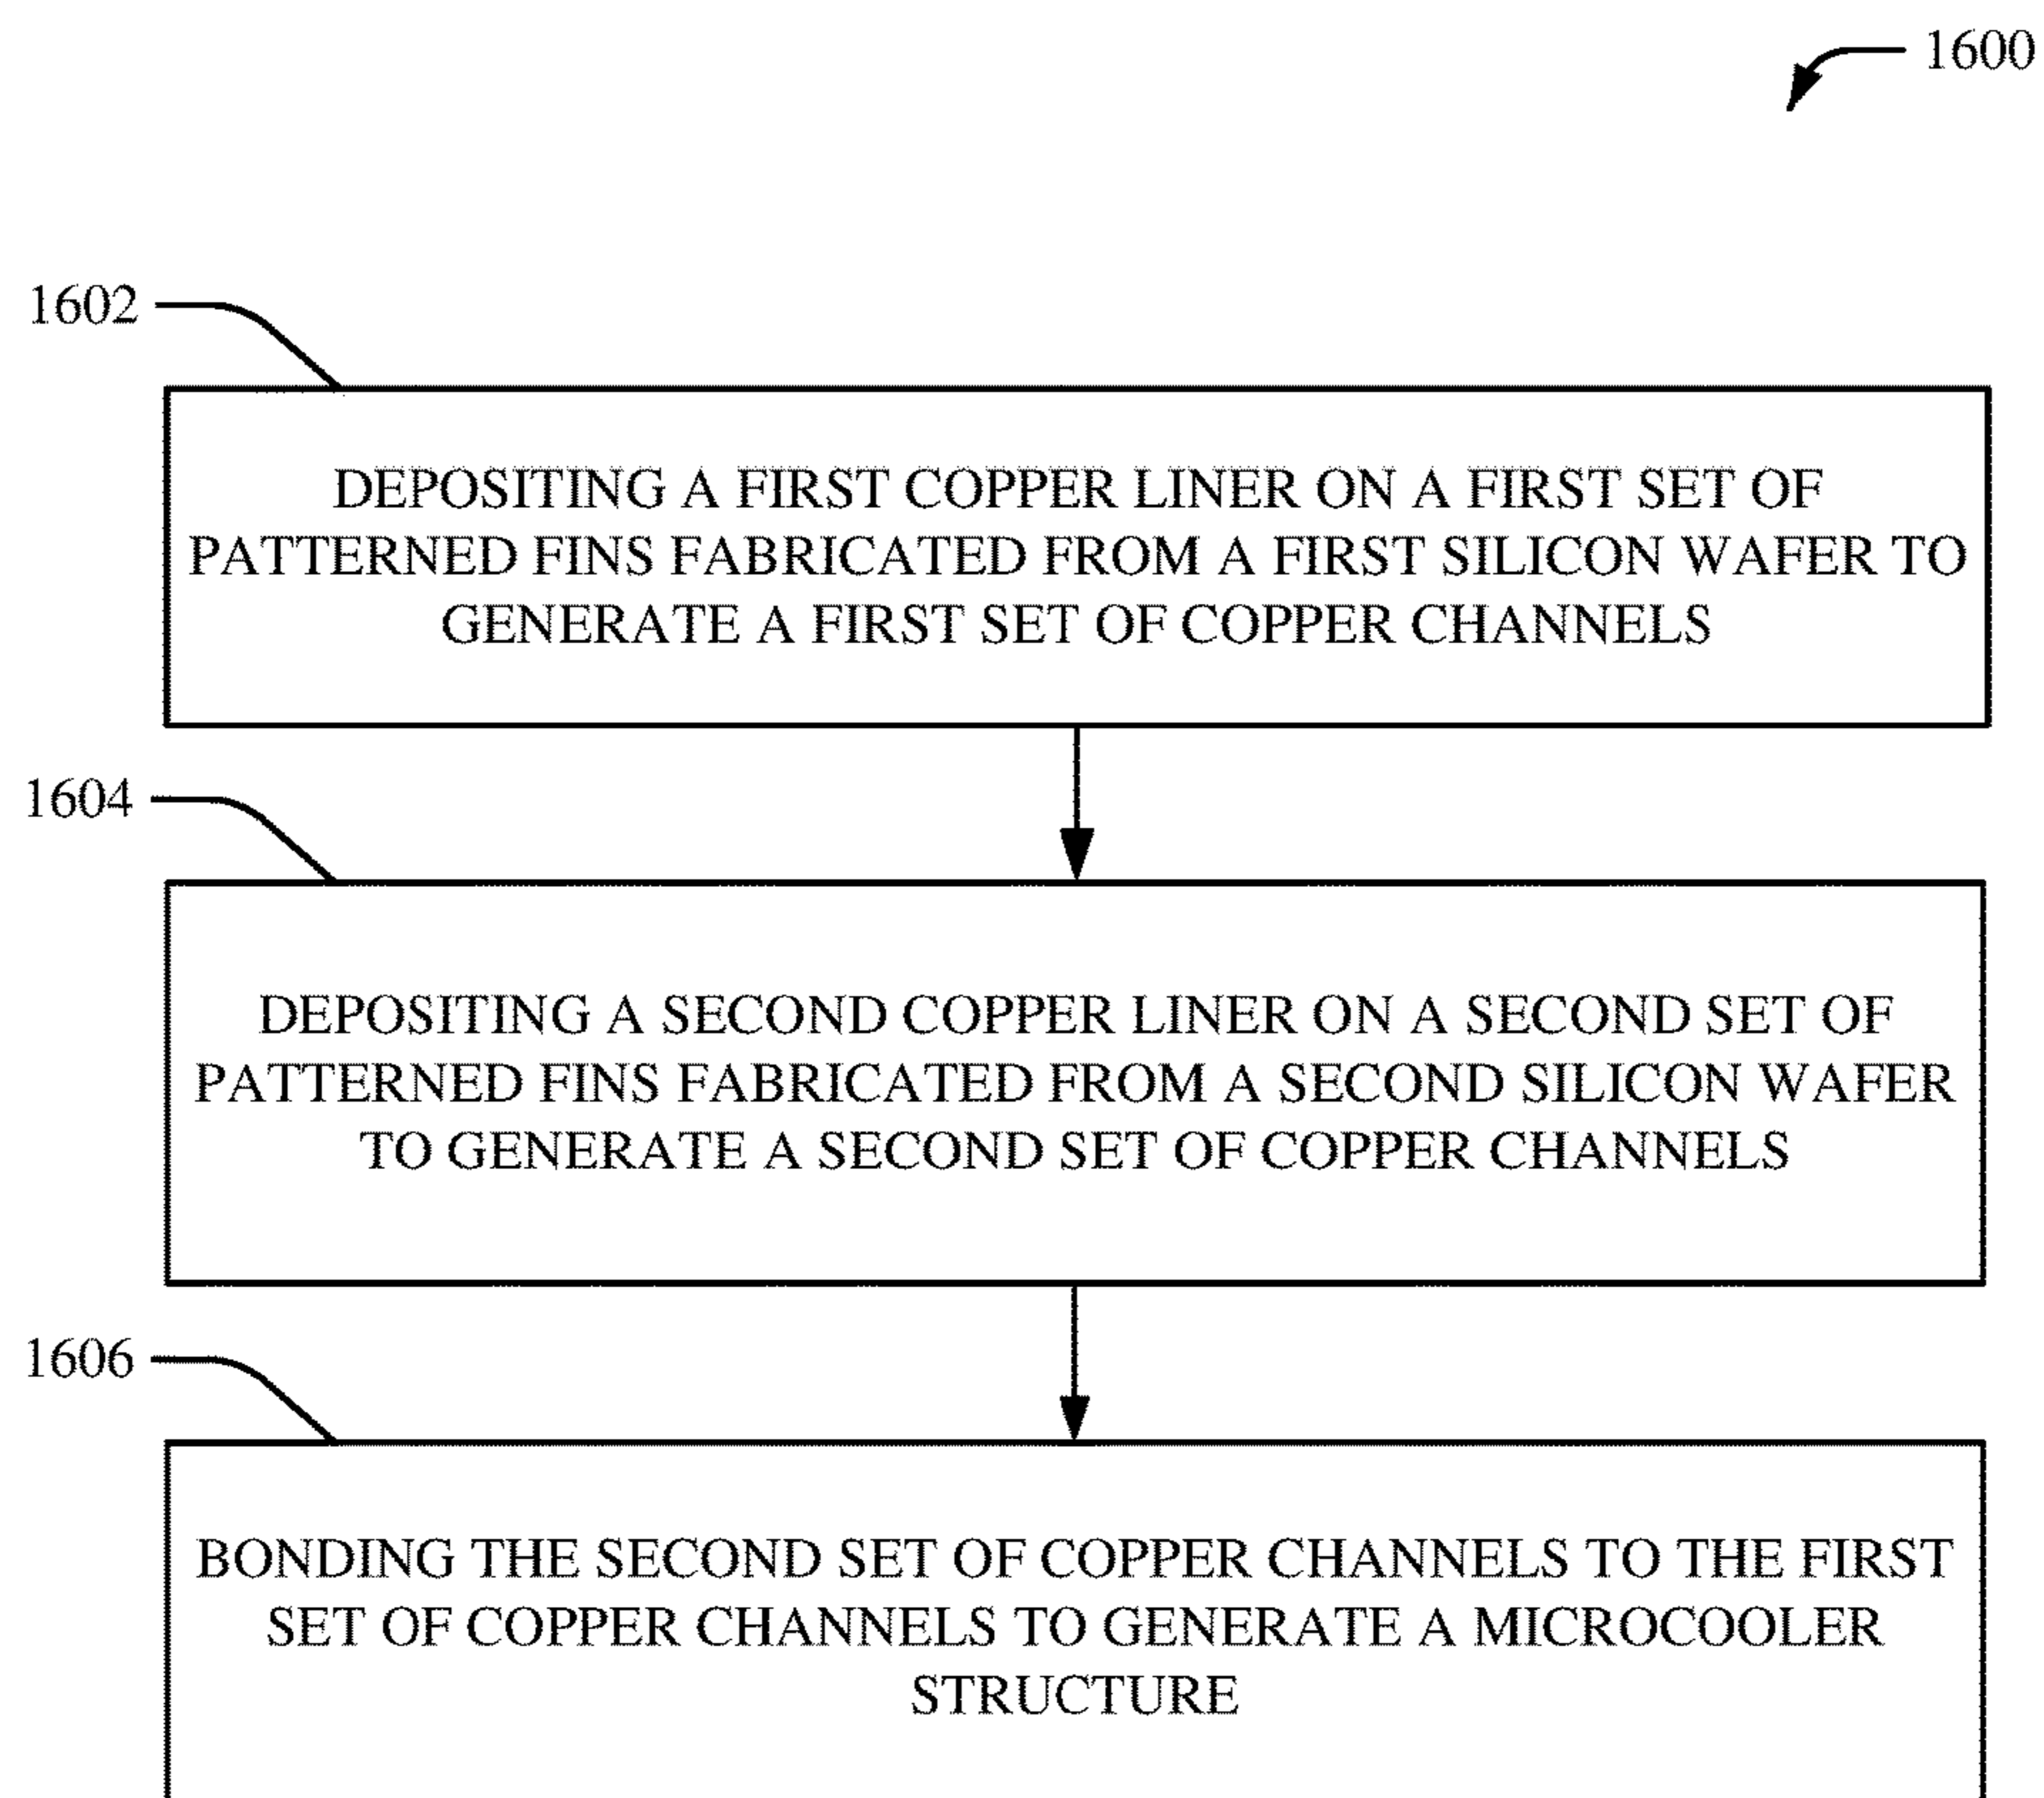 1600
1602
DEPOSITING A FIRST COPPER LINER ON A FIRST SET OF
PATTERNED FINS FABRICATED FROM A FIRST SILICON WAFER TO
GENERATE A FIRST SET OF COPPER CHANNELS
1604
DEPOSITING A SECOND COPPER LINER ON A SECOND SET OF
PATTERNED FINS FABRICATED FROM A SECOND SILICON WAFER
TO GENERATE A SECOND SET OF COPPER CHANNELS
1606
BONDING THE SECOND SET OF COPPER CHANNELS TO THE FIRST
SET OF COPPER CHANNELS TO GENERATE A MICROCOOLER
STRUCTURE